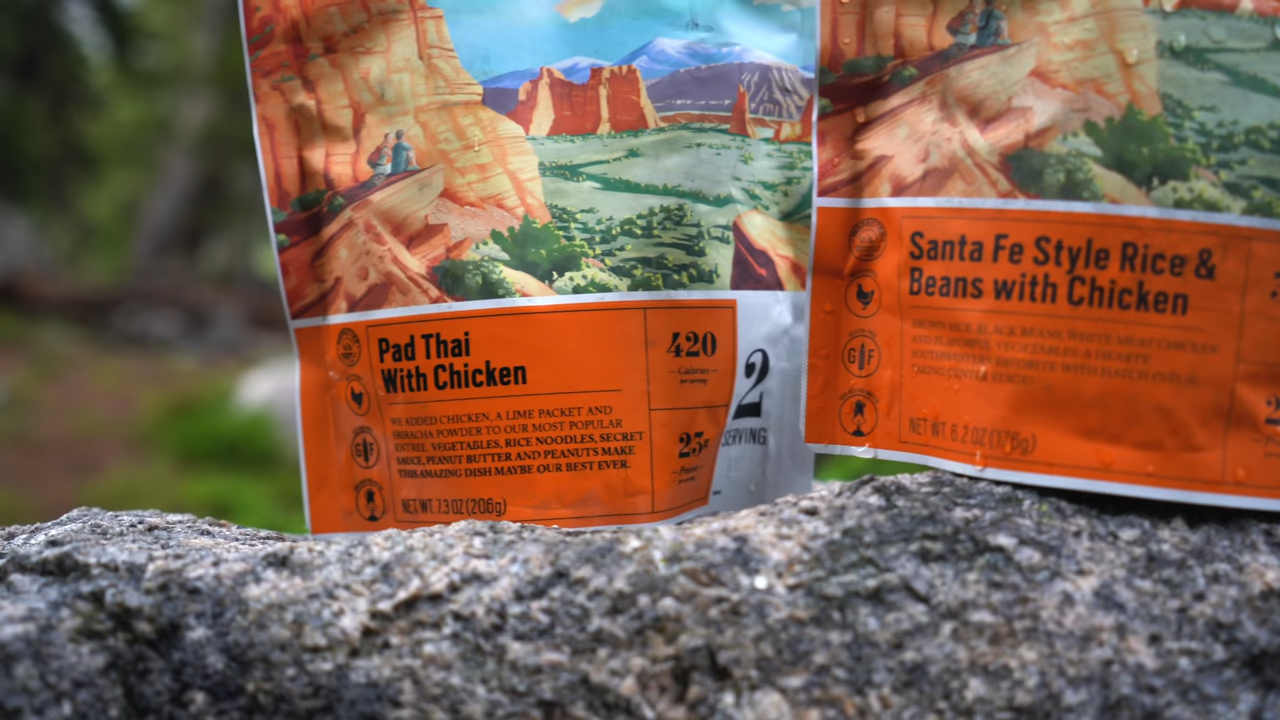 Pad Thai
With Chicken
WE ADDED CHICKEN, A LIME PACKET AND
SRIRACHA POWDER TO OUR MOST POPULAR
ENTREE. VEGETABLES, RICE NOODLES, SECRET
SAUCE, PEANUT BUTTER AND PEANUTS MAKE
THIS AMAZING DISH MAYBE OUR BEST EVER.
NET WT. 7.3 OZ (206g)
420
Calories
per serving
25g
Protein
per serving
2
SERVING
GF
Santa Fe Style Rice &
Beans with Chicken
BROWN RICE, BLACK BEANS, WHITE MEAT CHICKEN
AND FLAVORFUL VEGETABLES. A HEARTY
SOUTHWESTERN FAVORITE WITH HATCH CHILIS
TAKING CENTER STAGE.
NET WT 6.2 OZ (176g)
GF